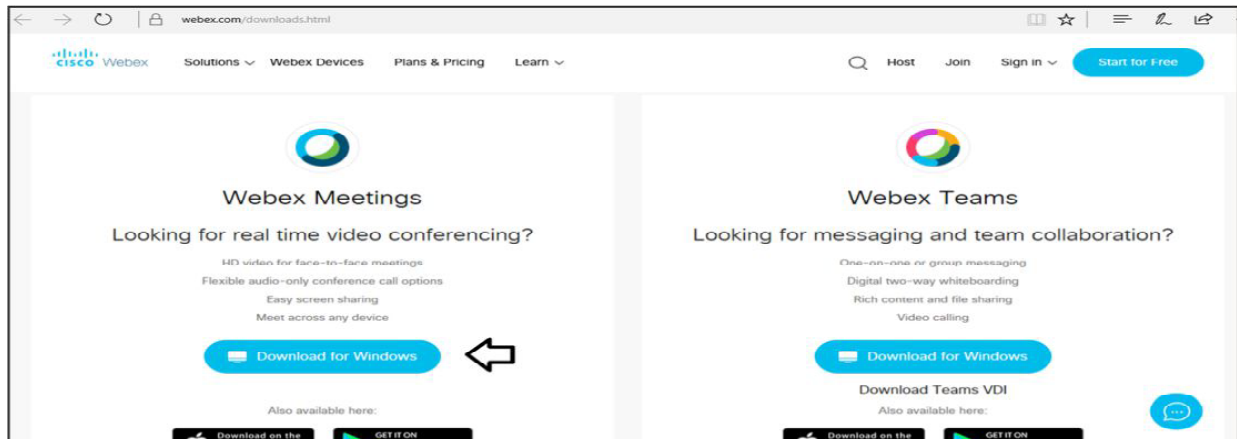 webex.com/downloads.html
CISCO Webex Solutions Webex Devices Plans & Pricing Learn Host Join Sign in Start for Free
Webex Meetings
Looking for real time video conferencing?
HD video for face-to-face meetings
Flexible audio-only conference call options
Easy screen sharing
Meet across any device
Download for Windows
Also available here:
Download on the
GET IT ON
Webex Teams
Looking for messaging and team collaboration?
One-on-one or group messaging
Digital two-way whiteboarding
Rich content and file sharing
Video calling
Download for Windows
Download Teams VDI
Also available here:
Download on the
GET IT ON